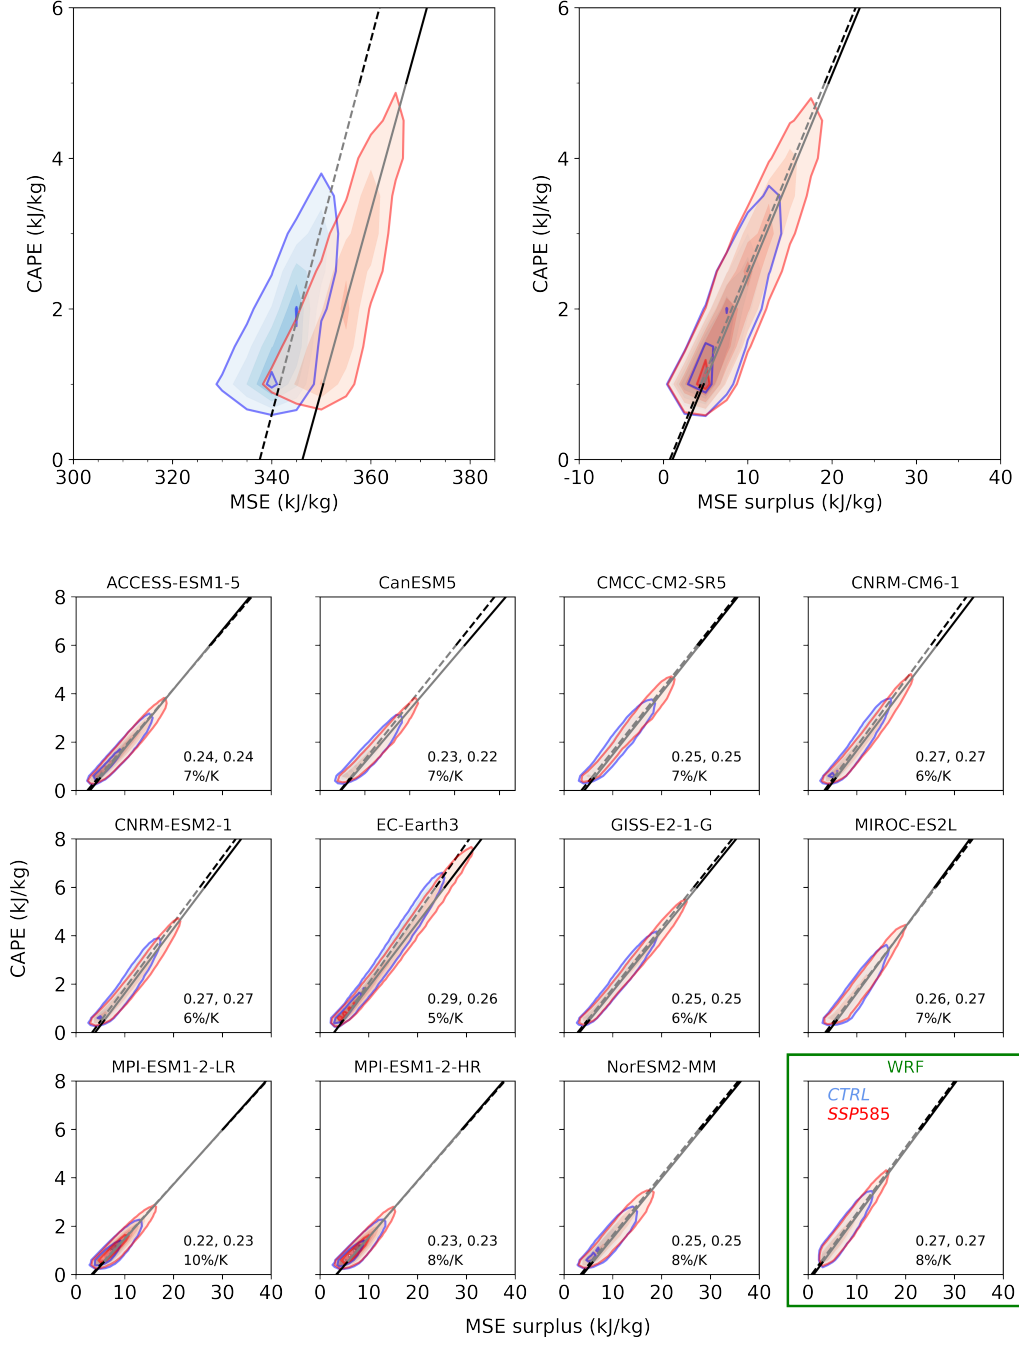 6
4
2
0
CAPE (kJ/kg)
300
320
340
360
380
MSE (kJ/kg)
6
4
2
0
CAPE (kJ/kg)
-10
0
10
20
30
40
MSE surplus (kJ/kg)
ACCESS-ESM1-5
8
6
4
2
0
0.24, 0.24
7%/K
CanESM5
0.23, 0.22
7%/K
CMCC-CM2-SR5
0.25, 0.25
7%/K
CNRM-CM6-1
0.27, 0.27
6%/K
CAPE (kJ/kg)
CNRM-ESM2-1
8
6
4
2
0
0.27, 0.27
6%/K
EC-Earth3
0.29, 0.26
5%/K
GISS-E2-1-G
0.25, 0.25
6%/K
MIROC-ES2L
0.26, 0.27
7%/K
MPI-ESM1-2-LR
8
6
4
2
0
0.22, 0.23
10%/K
0
10
20
30
40
MPI-ESM1-2-HR
0.23, 0.23
8%/K
0
10
20
30
40
NorESM2-MM
0.25, 0.25
8%/K
0
10
20
30
40
WRF
CTRL
SSP585
0.27, 0.27
8%/K
0
10
20
30
40
MSE surplus (kJ/kg)